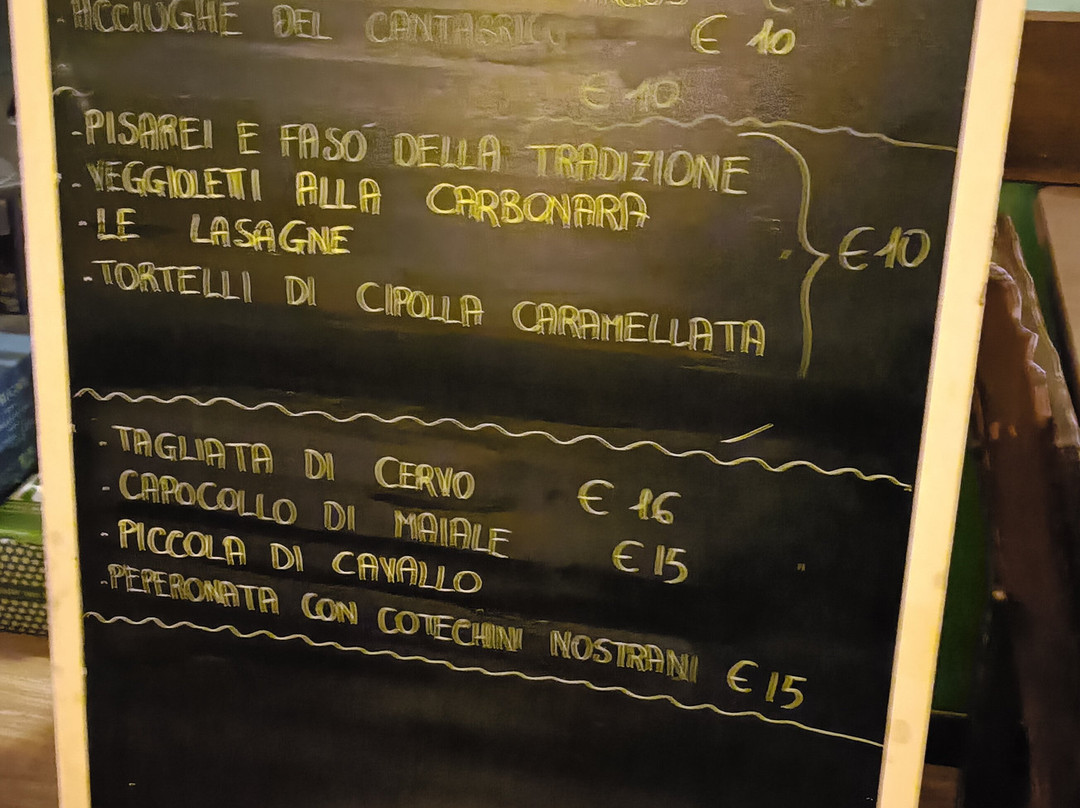 ACCIUGHE DEL CANTABRICO € 10
€ 10
-PISAREI E FASO DELLA TRADIZIONE
-VEGGIOLETI ALLA CARBONARA
-LE LASAGNE
€10
-TORTELLI DI CIPOLLA CARAMELLATA
-TAGLIATA DI CERVO € 16
-CAPOCOLLO DI MAIALE € 15
-PICCOLA DI CAVALLO
-PEPERONATA CON COTECHINI NOSTRANI € 15